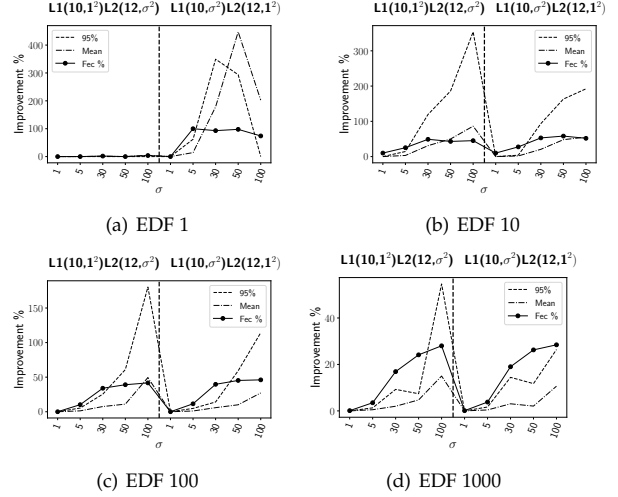 L1(10,1²)L2(12,σ²) L1(10,σ²)L2(12,1²)
Improvement %
400
300
200
100
0
95%
Mean
Fec %
1 5 30 50 100 1 5 30 50 100
σ
(a) EDF 1
L1(10,1²)L2(12,σ²) L1(10,σ²)L2(12,1²)
Improvement %
300
200
100
0
95%
Mean
Fec %
1 5 30 50 100 1 5 30 50 100
σ
(b) EDF 10
L1(10,1²)L2(12,σ²) L1(10,σ²)L2(12,1²)
Improvement %
150
100
50
0
95%
Mean
Fec %
1 5 30 50 100 1 5 30 50 100
σ
(c) EDF 100
L1(10,1²)L2(12,σ²) L1(10,σ²)L2(12,1²)
Improvement %
40
20
0
95%
Mean
Fec %
1 5 30 50 100 1 5 30 50 100
σ
(d) EDF 1000